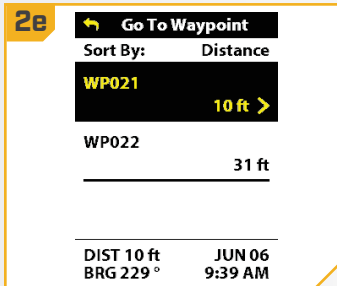 2e
Go To Waypoint
Sort By: Distance
WP021
10 ft >
WP022
31 ft
DIST 10 ft JUN 06
BRG 229° 9:39 AM